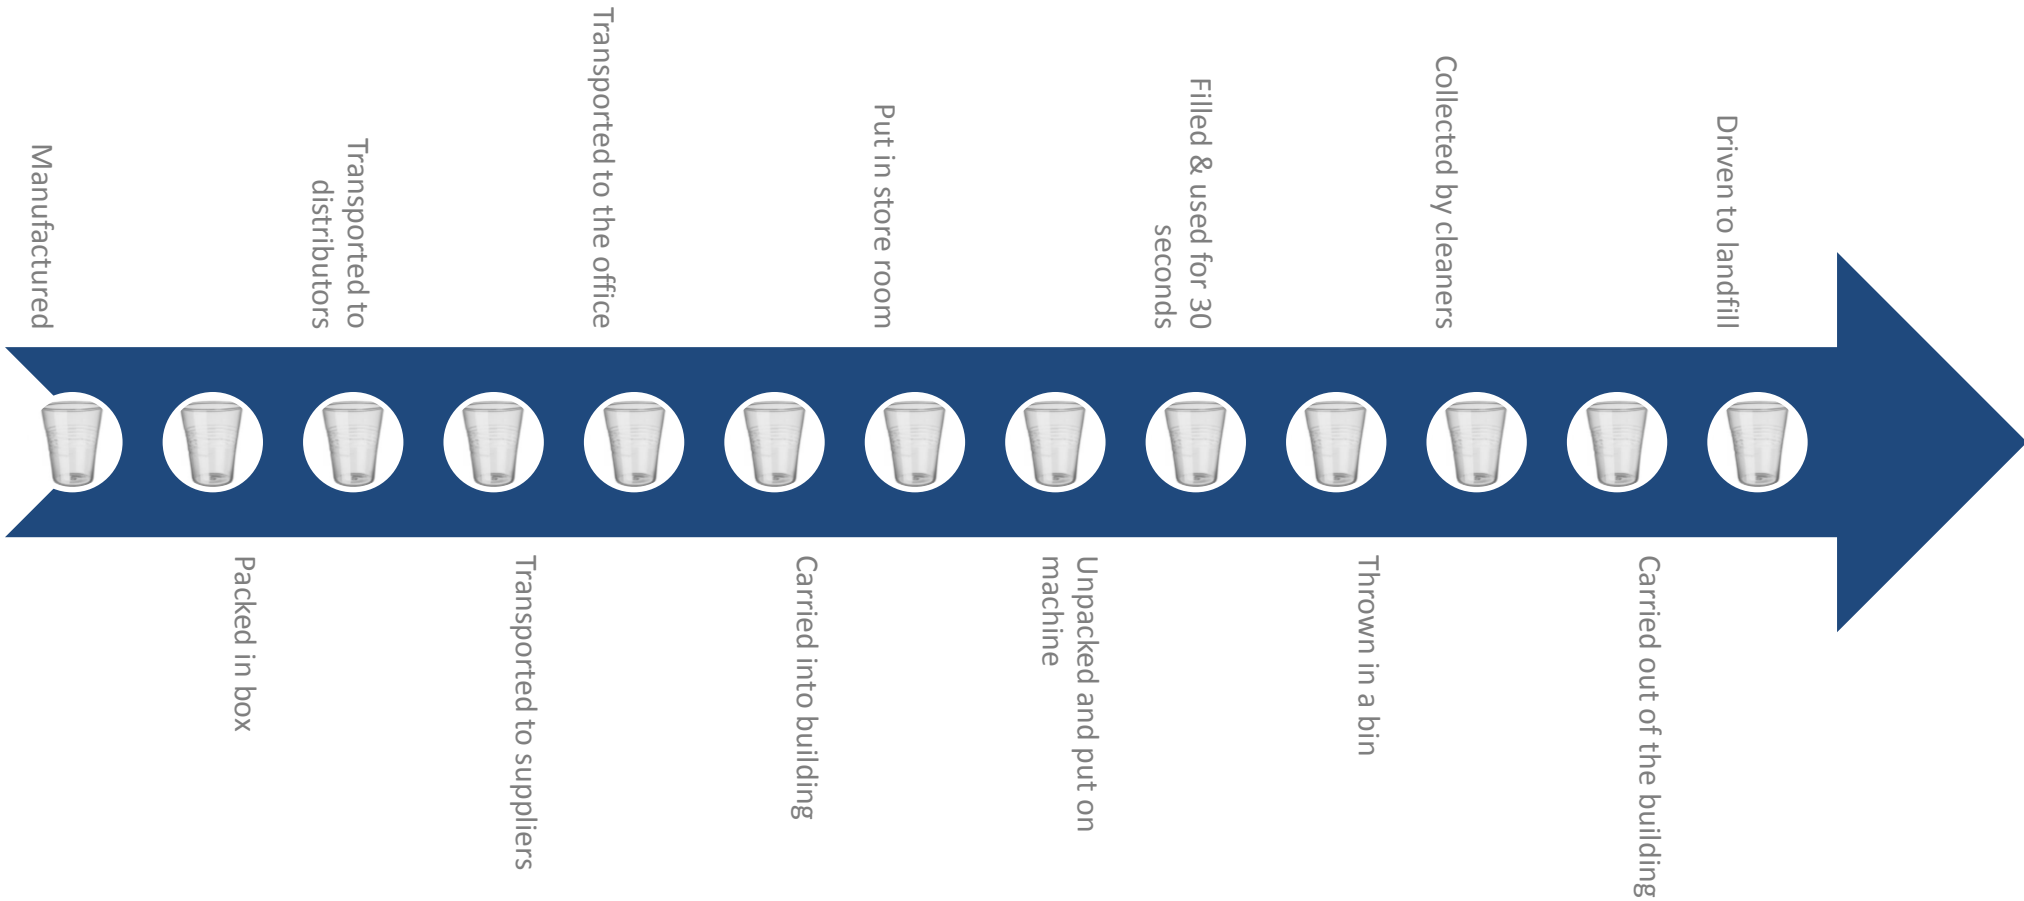 Manufactured
Packed in box
Transported to
distributors
Transported to suppliers
Transported to the office
Carried into building
Put in store room
Unpacked and put on
machine
Filled & used for 30
seconds
Thrown in a bin
Collected by cleaners
Carried out of the building
Driven to landfill